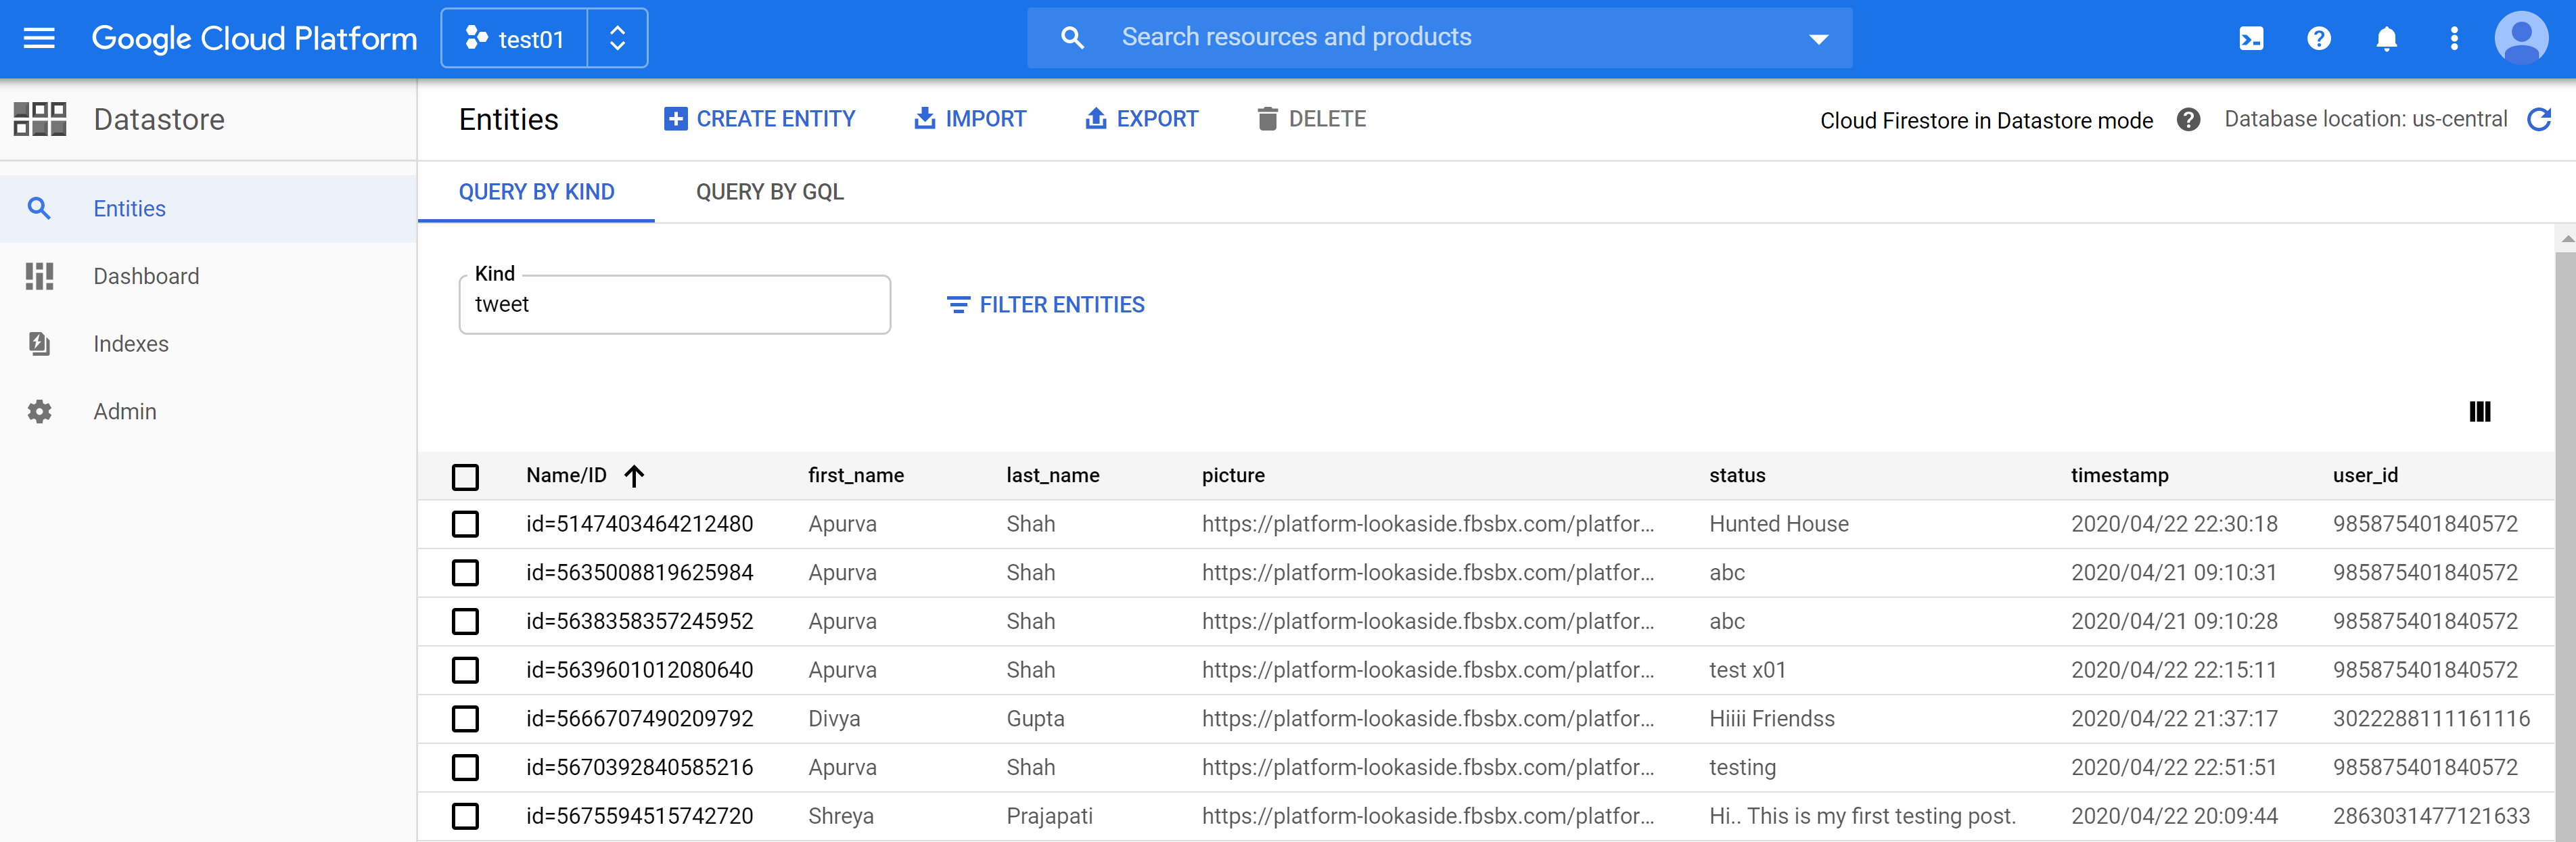 Google Cloud Platform test01 Search resources and products
Datastore
Entities
Dashboard
Indexes
Admin
Entities CREATE ENTITY IMPORT EXPORT DELETE Cloud Firestore in Datastore mode Database location: us-central
QUERY BY KIND QUERY BY GQL
Kind
tweet FILTER ENTITIES
Name/ID first_name last_name picture status timestamp user_id
id=5147403464212480 Apurva Shah https://platform-lookaside.fbsbx.com/platfor... Hunted House 2020/04/22 22:30:18 985875401840572
id=5635008819625984 Apurva Shah https://platform-lookaside.fbsbx.com/platfor... abc 2020/04/21 09:10:31 985875401840572
id=5638358357245952 Apurva Shah https://platform-lookaside.fbsbx.com/platfor... abc 2020/04/21 09:10:28 985875401840572
id=5639601012080640 Apurva Shah https://platform-lookaside.fbsbx.com/platfor... test x01 2020/04/22 22:15:11 985875401840572
id=5666707490209792 Divya Gupta https://platform-lookaside.fbsbx.com/platfor... Hiiii Friendss 2020/04/22 21:37:17 3022288111161116
id=5670392840585216 Apurva Shah https://platform-lookaside.fbsbx.com/platfor... testing 2020/04/22 22:51:51 985875401840572
id=5675594515742720 Shreya Prajapati https://platform-lookaside.fbsbx.com/platfor... Hi.. This is my first testing post. 2020/04/22 20:09:44 2863031477121633